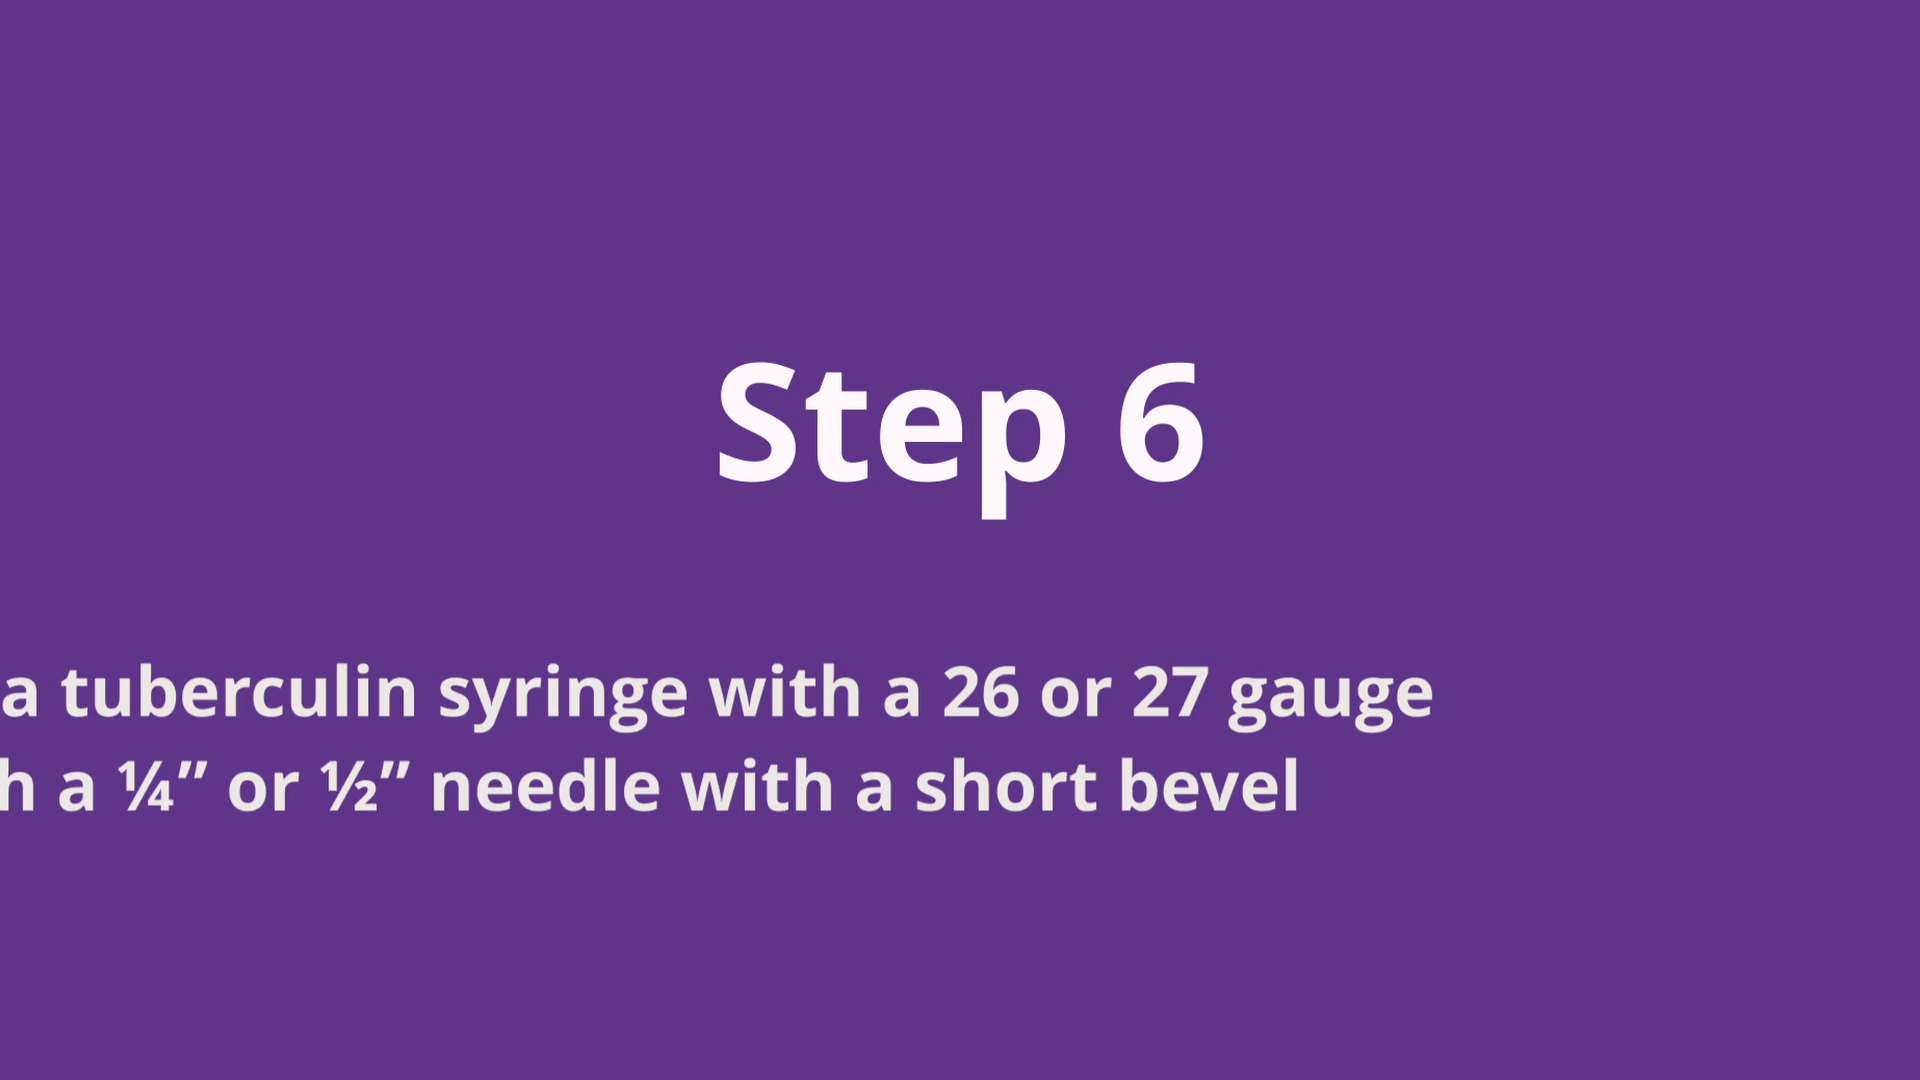 Step 6
a tuberculin syringe with a 26 or 27 gauge
h a ¼” or ½” needle with a short bevel